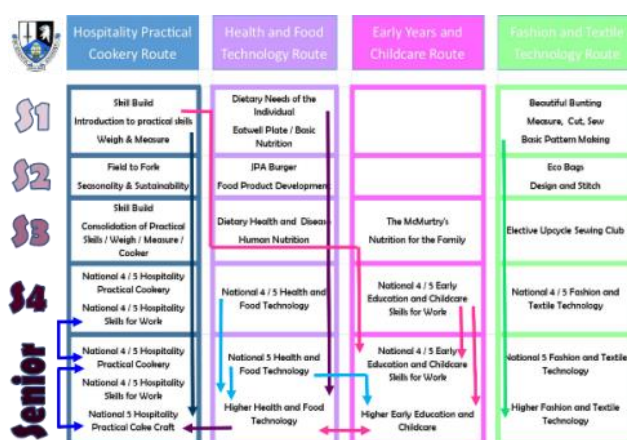 Hospitality Practical
Cookery Route
Health and Food
Technology Route
Early Years and
Childcare Route
Fashion and Textile
Technology Route
S1
Skill Build
Introduction to practical skills
Weigh & Measure
Dietary Needs of the
Individual
Eatwell Plate / Basic
Nutrition
Beautiful Bunting
Measure, Cut, Sew
Basic Pattern Making
S2
Field to Fork
Seasonality & Sustainability
JPA Burger
Food Product Development
Eco Bags
Design and Stitch
S3
Skill Build
Consolidation of Practical
Skills / Weigh / Measure /
Cooker
Dietary Health and Disease
Human Nutrition
The McMurtry's
Nutrition for the Family
Elective Upcycle Sewing Club
S4
National 4 / 5 Hospitality
Practical Cookery
National 4 / 5 Hospitality
Skills for Work
National 4 / 5 Health and
Food Technology
National 4 / 5 Early
Education and Childcare
Skills for Work
National 4 / 5 Fashion and
Textile Technology
Senior
National 4 / 5 Hospitality
Practical Cookery
National 4 / 5 Hospitality
Skills for Work
National 5 Hospitality
Practical Cake Craft
National 5 Health and
Food Technology
Higher Health and Food
Technology
National 4 / 5 Early
Education and Childcare
Skills for Work
Higher Early Education and
Childcare
National 5 Fashion and Textile
Technology
Higher Fashion and Textile
Technology